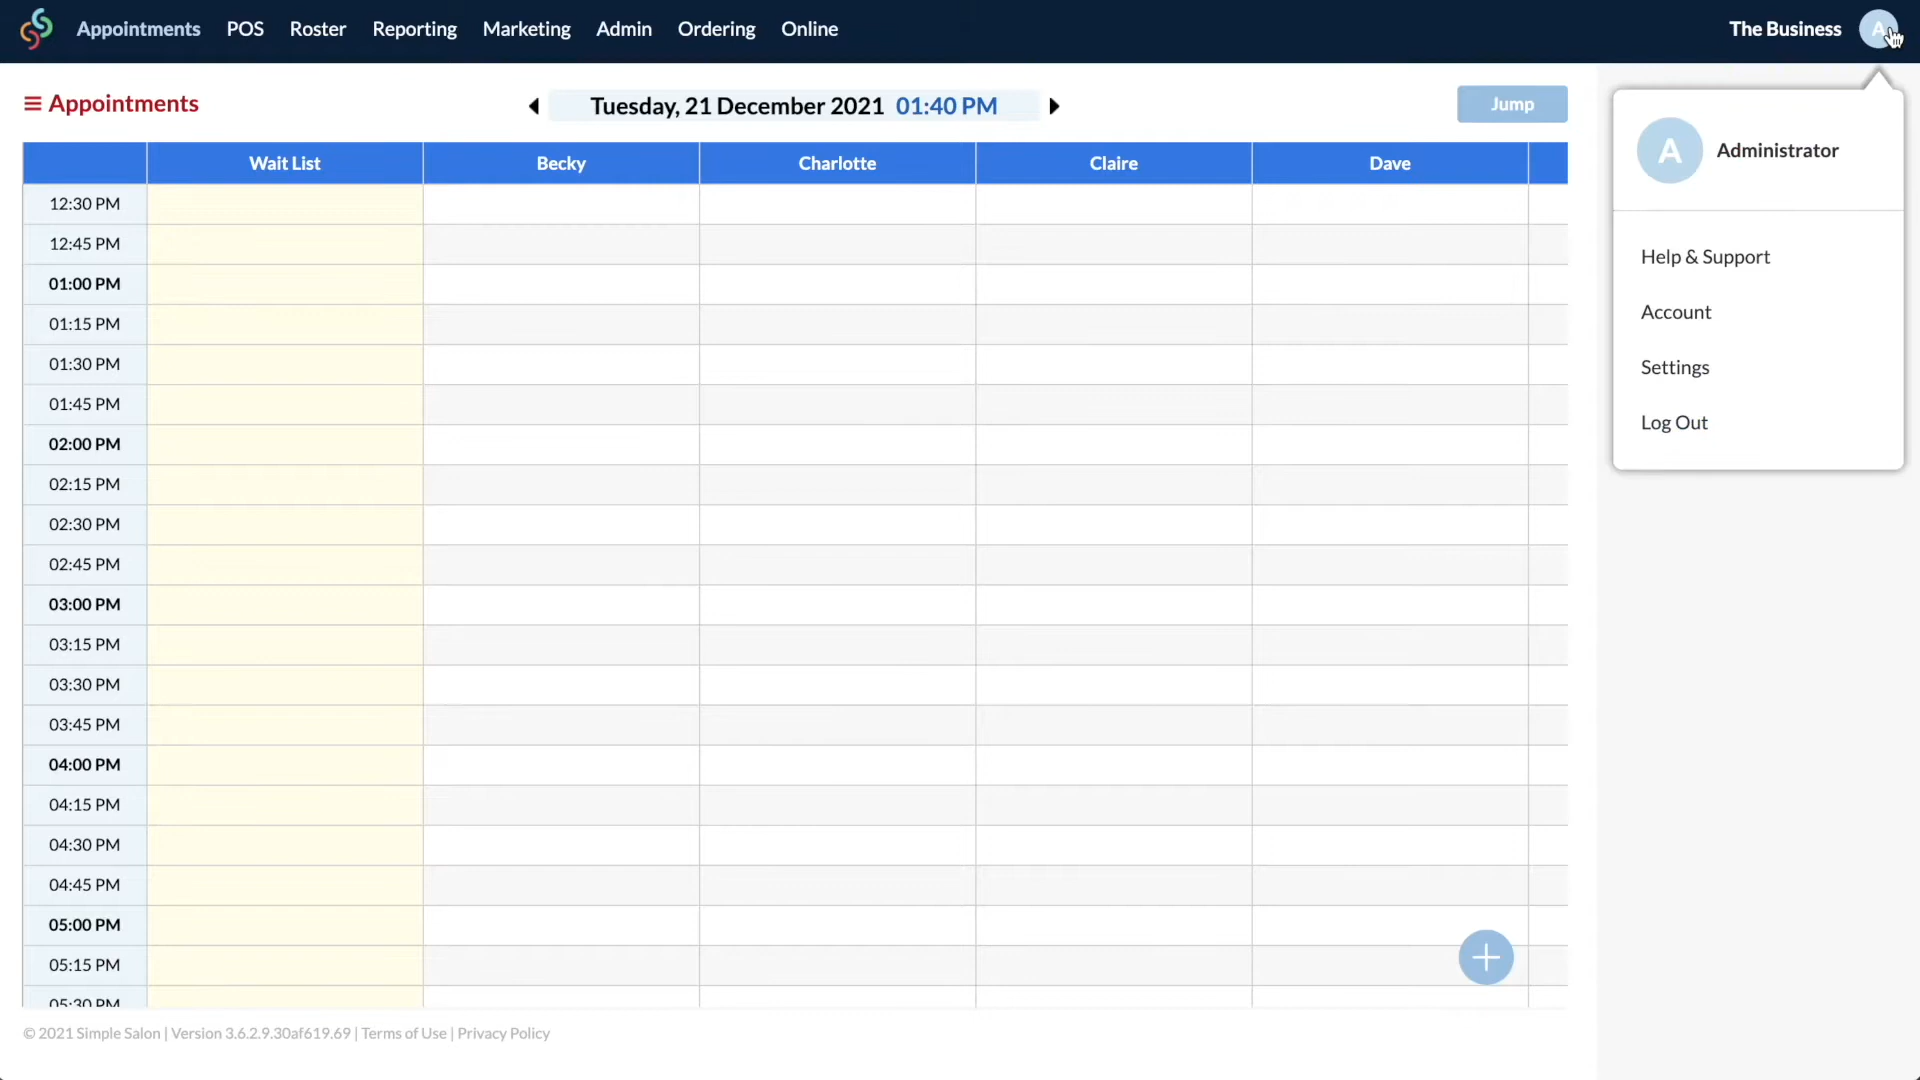 Appointments POS Roster Reporting Marketing Admin Ordering Online The Business A
Appointments Tuesday, 21 December 2021 01:40 PM Jump
A Administrator
Wait List Becky Charlotte Claire Dave
12:30 PM
12:45 PM
Help & Support
01:00 PM
Account
01:15 PM
01:30 PM
Settings
01:45 PM
Log Out
02:00 PM
02:15 PM
02:30 PM
02:45 PM
03:00 PM
03:15 PM
03:30 PM
03:45 PM
04:00 PM
04:15 PM
04:30 PM
04:45 PM
05:00 PM
05:15 PM
05:30 PM
© 2021 Simple Salon | Version 3.6.2.9.30af619.69 | Terms of Use | Privacy Policy